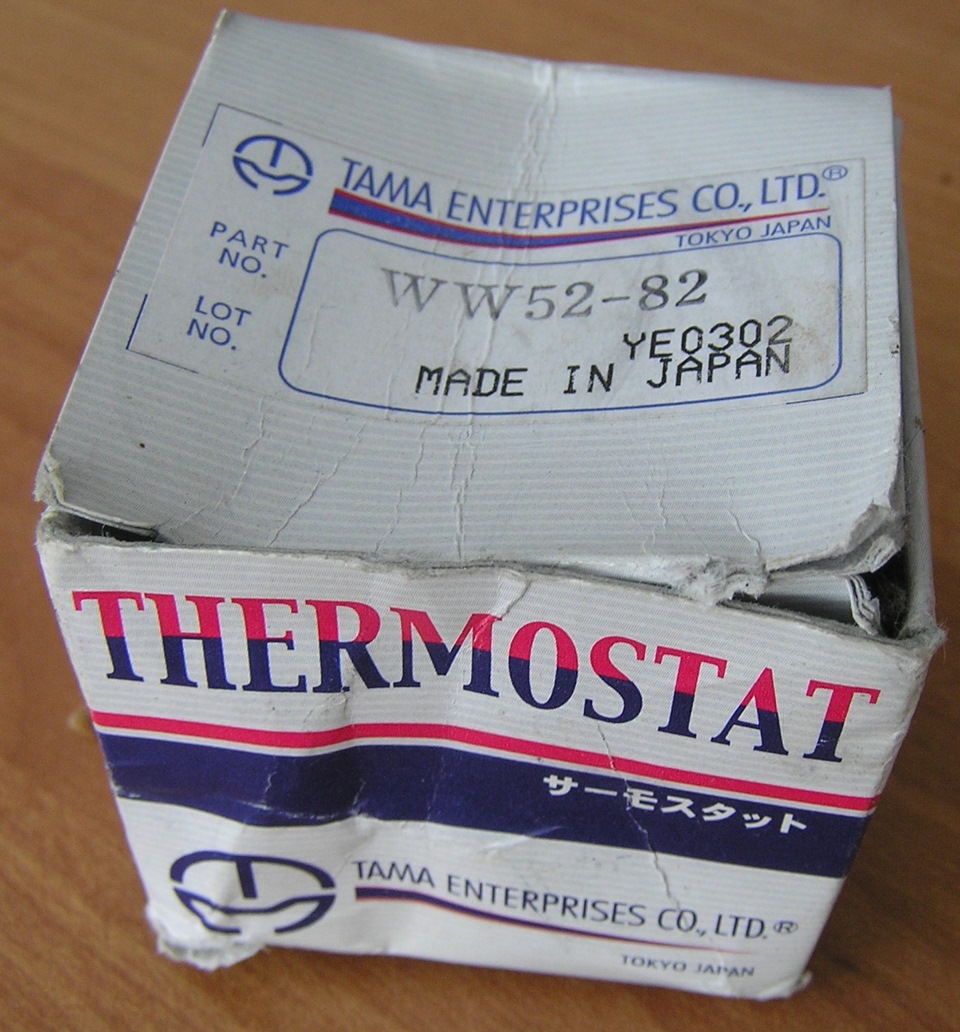 TAMA ENTERPRISES CO., LTD.®
TOKYO JAPAN
PART NO.
WW52-82
LOT NO.
YE0302
MADE IN JAPAN
THERMOSTAT
サーモスタット
TAMA ENTERPRISES CO., LTD.®
TOKYO JAPAN